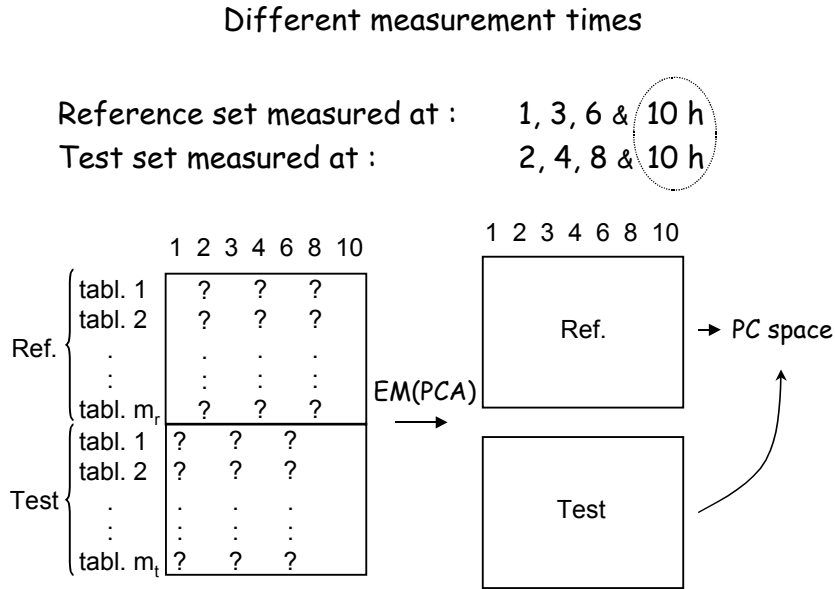 Different measurement times
Reference set measured at : 1, 3, 6 & 10 h
Test set measured at : 2, 4, 8 & 10 h
1 2 3 4 6 8 10
tabl. 1 ? ? ?
tabl. 2 ? ? ?
Ref.
. . . .
: : : :
tabl. mr ? ? ?
tabl. 1 ? ? ?
tabl. 2 ? ? ?
Test
. . . .
: : : :
tabl. mt ? ? ?
EM(PCA)
1 2 3 4 6 8 10
Ref.
PC space
Test